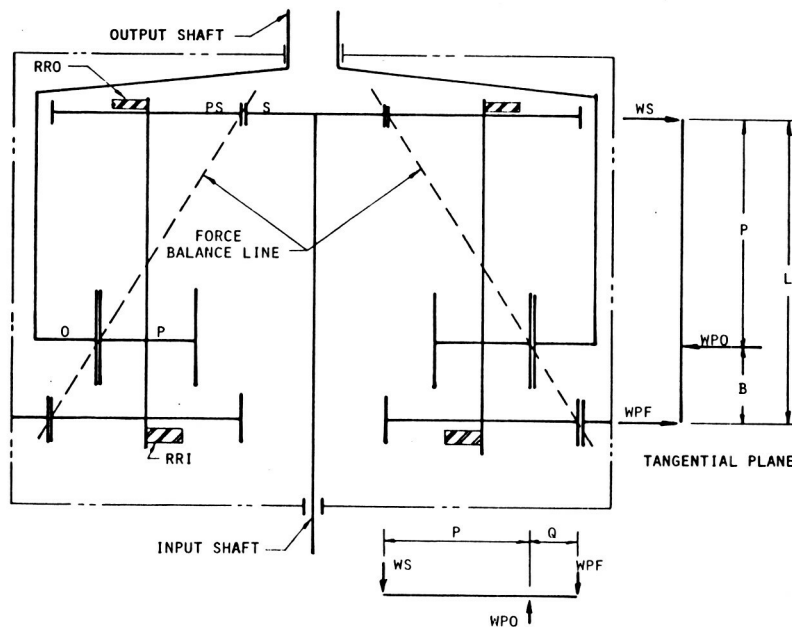 OUTPUT SHAFT
RRO
PS S
WS
FORCE
BALANCE LINE
P
L
O P
WPO
B
WPF
RRI
TANGENTIAL PLANE
INPUT SHAFT
P Q
WS WPF
WPO